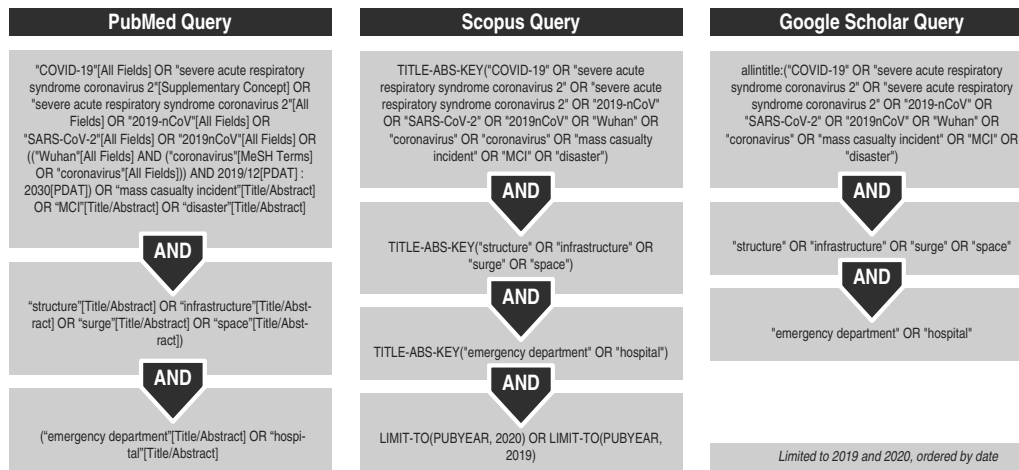 PubMed Query
"COVID-19"[All Fields] OR "severe acute respiratory
syndrome coronavirus 2"[Supplementary Concept] OR
"severe acute respiratory syndrome coronavirus 2"[All
Fields] OR "2019-nCoV"[All Fields] OR
"SARS-CoV-2"[All Fields] OR "2019nCoV"[All Fields] OR
(("Wuhan"[All Fields] AND ("coronavirus"[MeSH Terms]
OR "coronavirus"[All Fields])) AND 2019/12[PDAT] :
2030[PDAT]) OR “mass casualty incident”[Title/Abstract]
OR “MCI”[Title/Abstract] OR “disaster”[Title/Abstract]
AND
“structure”[Title/Abstract] OR “infrastructure”[Title/Abst-
ract] OR “surge”[Title/Abstract] OR “space”[Title/Abst-
ract])
AND
(“emergency department”[Title/Abstract] OR “hospi-
tal”[Title/Abstract]
Scopus Query
TITLE-ABS-KEY("COVID-19" OR "severe acute
respiratory syndrome coronavirus 2" OR "severe acute
respiratory syndrome coronavirus 2" OR "2019-nCoV"
OR "SARS-CoV-2" OR "2019nCoV" OR "Wuhan" OR
"coronavirus" OR "coronavirus" OR "mass casualty
incident" OR "MCI" OR "disaster")
AND
TITLE-ABS-KEY("structure" OR "infrastructure" OR
"surge" OR "space")
AND
TITLE-ABS-KEY("emergency department" OR "hospital")
AND
LIMIT-TO(PUBYEAR, 2020) OR LIMIT-TO(PUBYEAR,
2019)
Google Scholar Query
allintitle:("COVID-19" OR "severe acute respiratory
syndrome coronavirus 2" OR "severe acute respiratory
syndrome coronavirus 2" OR "2019-nCoV" OR
"SARS-CoV-2" OR "2019nCoV" OR "Wuhan" OR
"coronavirus" OR "mass casualty incident" OR "MCI" OR
"disaster")
AND
"structure" OR "infrastructure" OR "surge" OR "space"
AND
"emergency department" OR "hospital"
Limited to 2019 and 2020, ordered by date